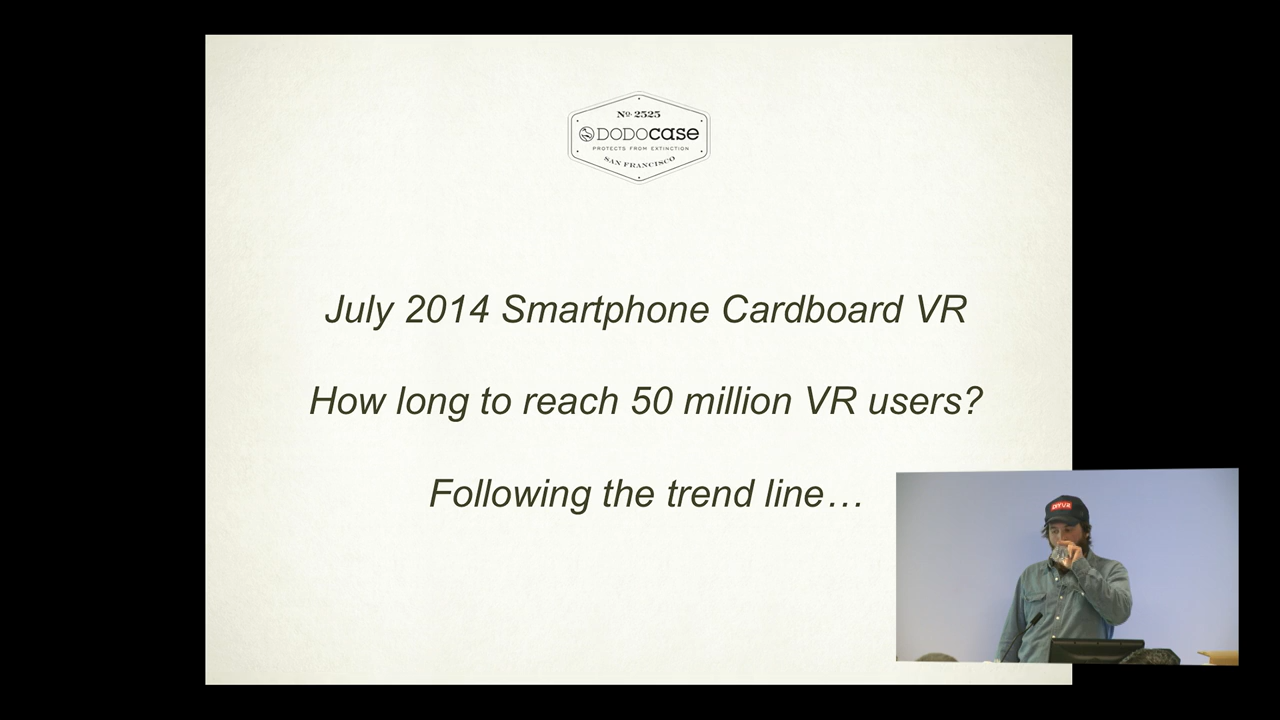 No. 2525
DODOCASE
PROTECTS FROM EXTINCTION
SAN FRANCISCO
July 2014 Smartphone Cardboard VR
How long to reach 50 million VR users?
Following the trend line…